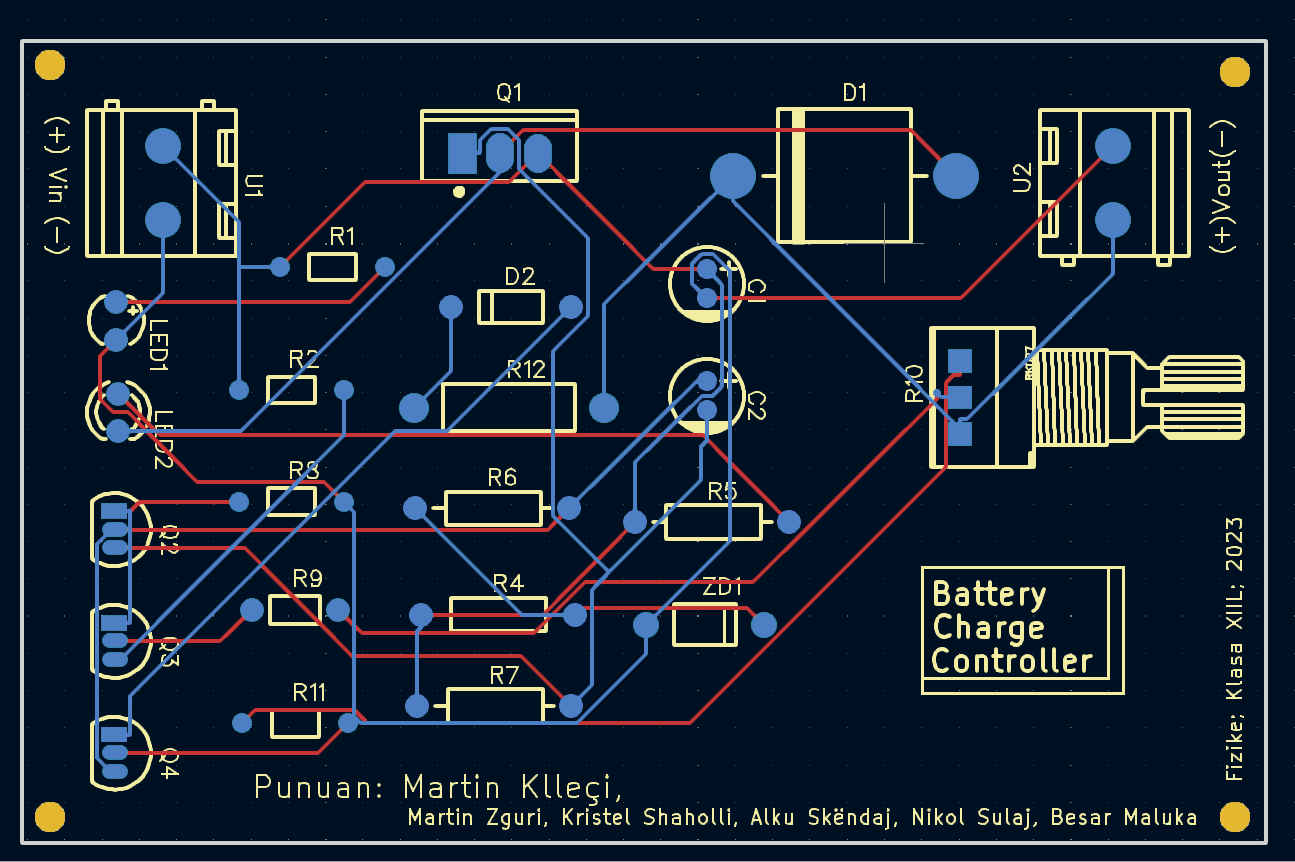 Q1
D1
(+) Vin (-)
U1
U2
(+)Vout(-)
R1
D2
C1
LED1
R2
R12
R10
C2
LED2
R8
R6
R5
Q2
R9
R4
ZD1
Battery
Charge
Controller
Q3
R7
R11
Q4
Fizike; Klasa XIIL; 2023
Punuan: Martin Klleçi,
Martin Zguri, Kristel Shaholli, Alku Skëndaj, Nikol Sulaj, Besar Maluka